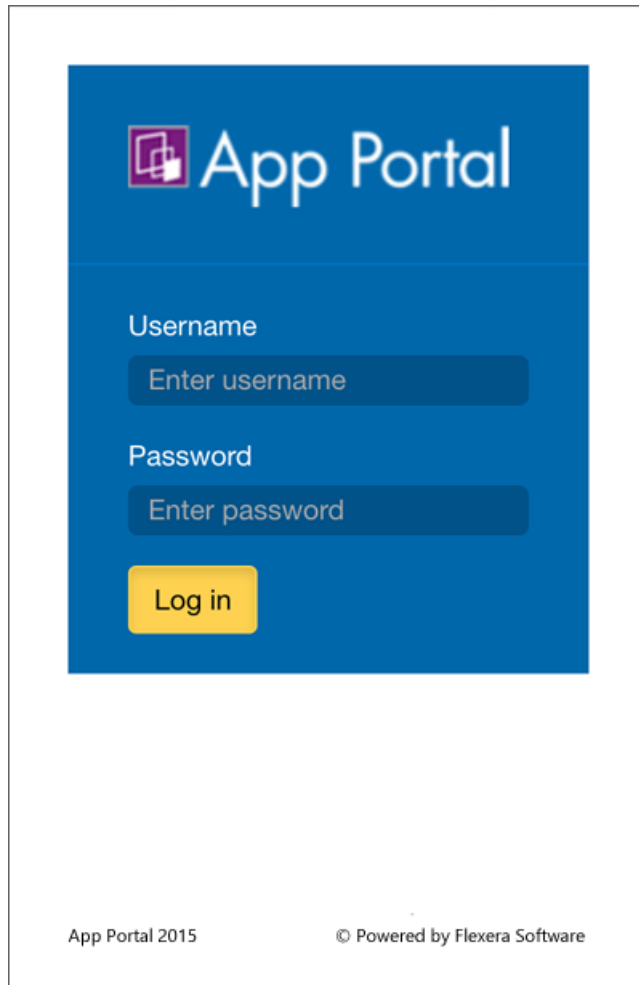 App Portal
Username
Enter username
Password
Enter password
Log in
App Portal 2015 © Powered by Flexera Software